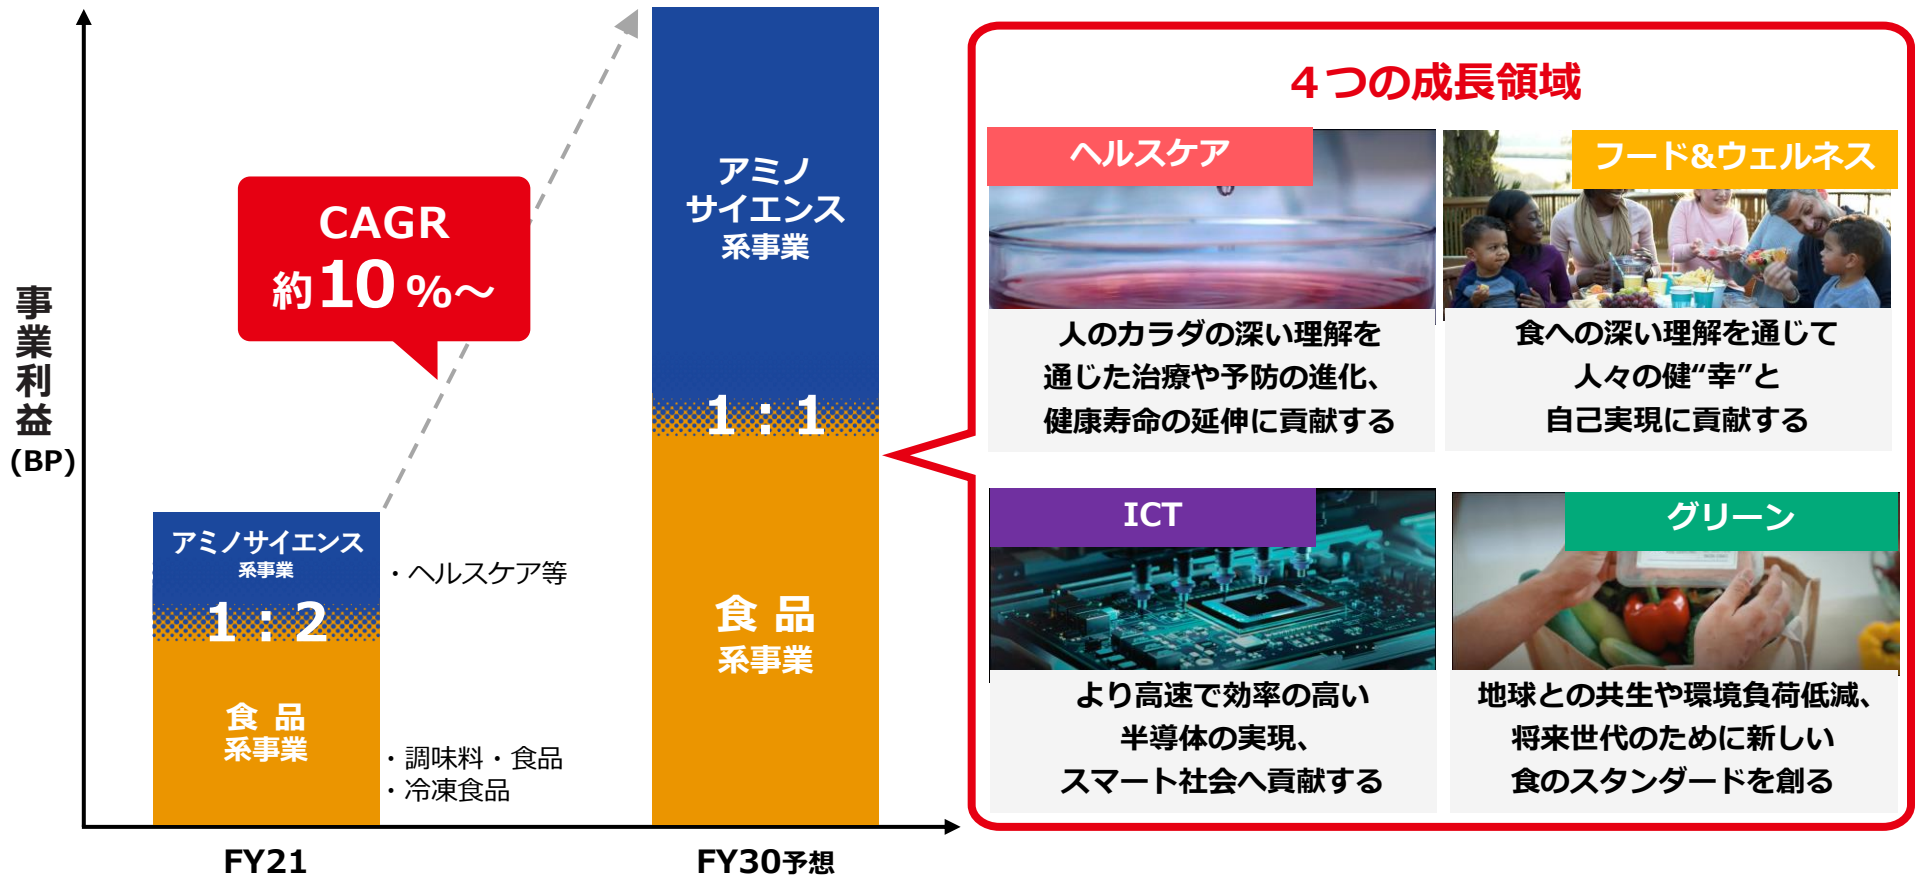 事業利益
(BP)
CAGR
約10%～
アミノサイエンス
系事業
1：2
食品
系事業
・ヘルスケア等
・調味料・食品
・冷凍食品
FY21
アミノ
サイエンス
系事業
1：1
食品
系事業
FY30予想
４つの成長領域
ヘルスケア
人のカラダの深い理解を
通じた治療や予防の進化、
健康寿命の延伸に貢献する
フード&ウェルネス
食への深い理解を通じて
人々の健“幸”と
自己実現に貢献する
ICT
より高速で効率の高い
半導体の実現、
スマート社会へ貢献する
グリーン
地球との共生や環境負荷低減、
将来世代のために新しい
食のスタンダードを創る